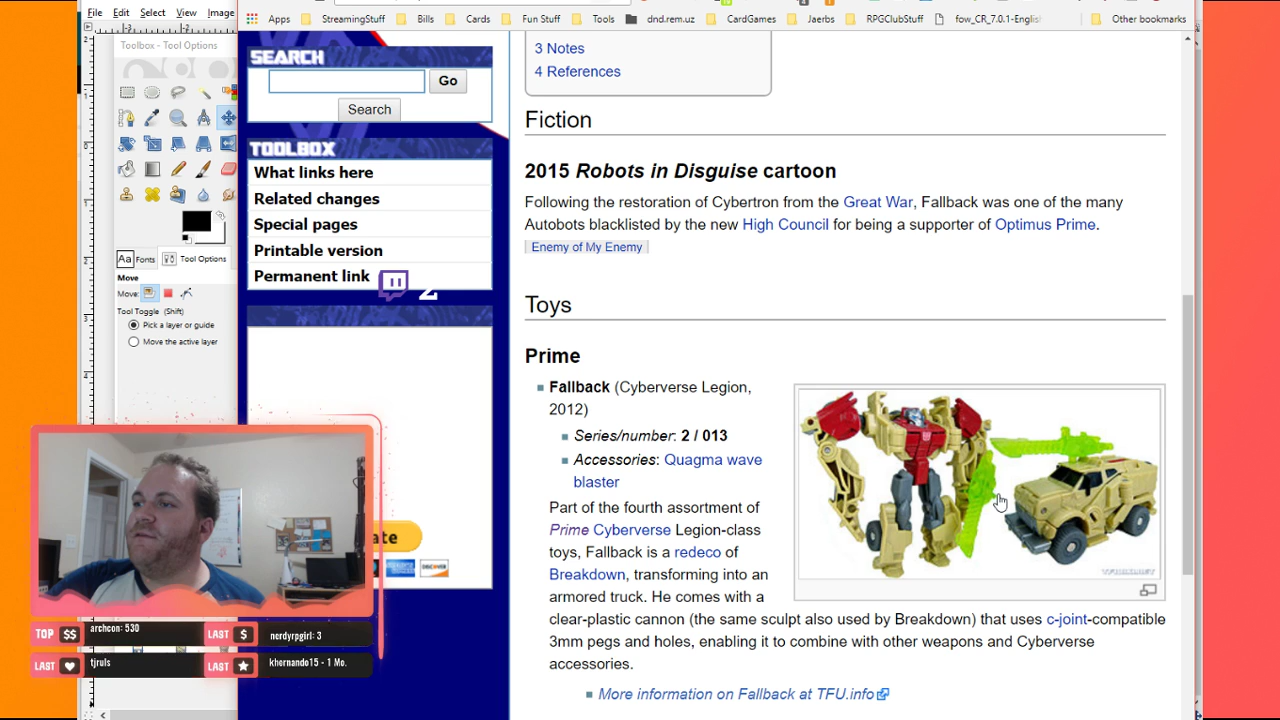 File Edit Select View Image
Apps StreamingStuff Bills Cards Fun Stuff Tools dnd.rem.uz CardGames Jaerbs RPGClubStuff fow_CR_7.0.1-English Other bookmarks
Toolbox - Tool Options
SEARCH
Go
Search
TOOLBOX
What links here
Related changes
Special pages
Printable version
Permanent link
2
Aa Fonts Tool Options
Move
Move:
Tool Toggle (Shift)
Pick a layer or guide
Move the active layer
3 Notes
4 References
Fiction
2015 Robots in Disguise cartoon
Following the restoration of Cybertron from the Great War, Fallback was one of the many
Autobots blacklisted by the new High Council for being a supporter of Optimus Prime.
Enemy of My Enemy
Toys
Prime
Fallback (Cyberverse Legion,
2012)
Series/number: 2 / 013
Accessories: Quagma wave
blaster
Part of the fourth assortment of
Prime Cyberverse Legion-class
toys, Fallback is a redeco of
Breakdown, transforming into an
armored truck. He comes with a
clear-plastic cannon (the same sculpt also used by Breakdown) that uses c-joint-compatible
3mm pegs and holes, enabling it to combine with other weapons and Cyberverse
accessories.
More information on Fallback at TFU.info
ate
DISCOVER
TOP $$ archcon: 530 LAST $ nerdyrpgirl: 3
LAST tjruls LAST khernando15 - 1 Mo.